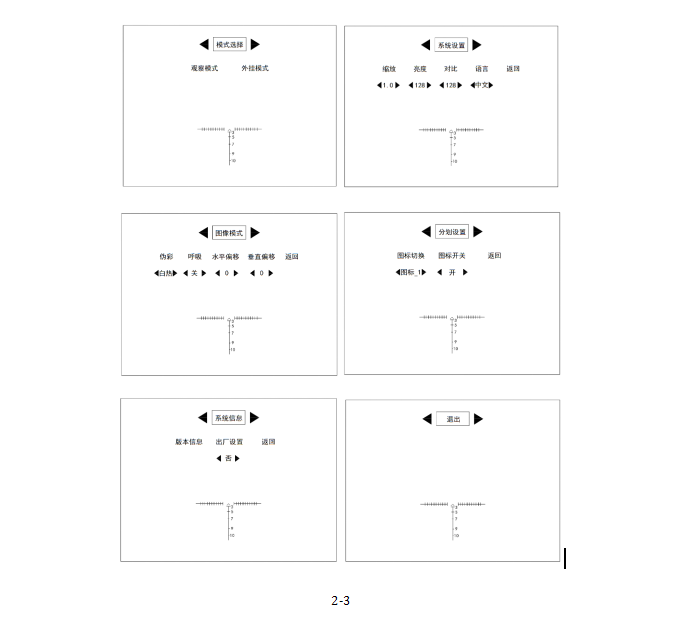 模式选择
观察模式 外挂模式
3
5
7
9
10
系统设置
缩放 亮度 对比 语言 返回
1.0 128 128 中文
3
5
7
9
10
图像模式
伪彩 呼吸 水平偏移 垂直偏移 返回
白热 关 0 0
3
5
7
9
10
分划设置
图标切换 图标开关 返回
图标_1 开
3
5
7
9
10
系统信息
版本信息 出厂设置 返回
否
3
5
7
9
10
退出
3
5
7
9
10
2-3